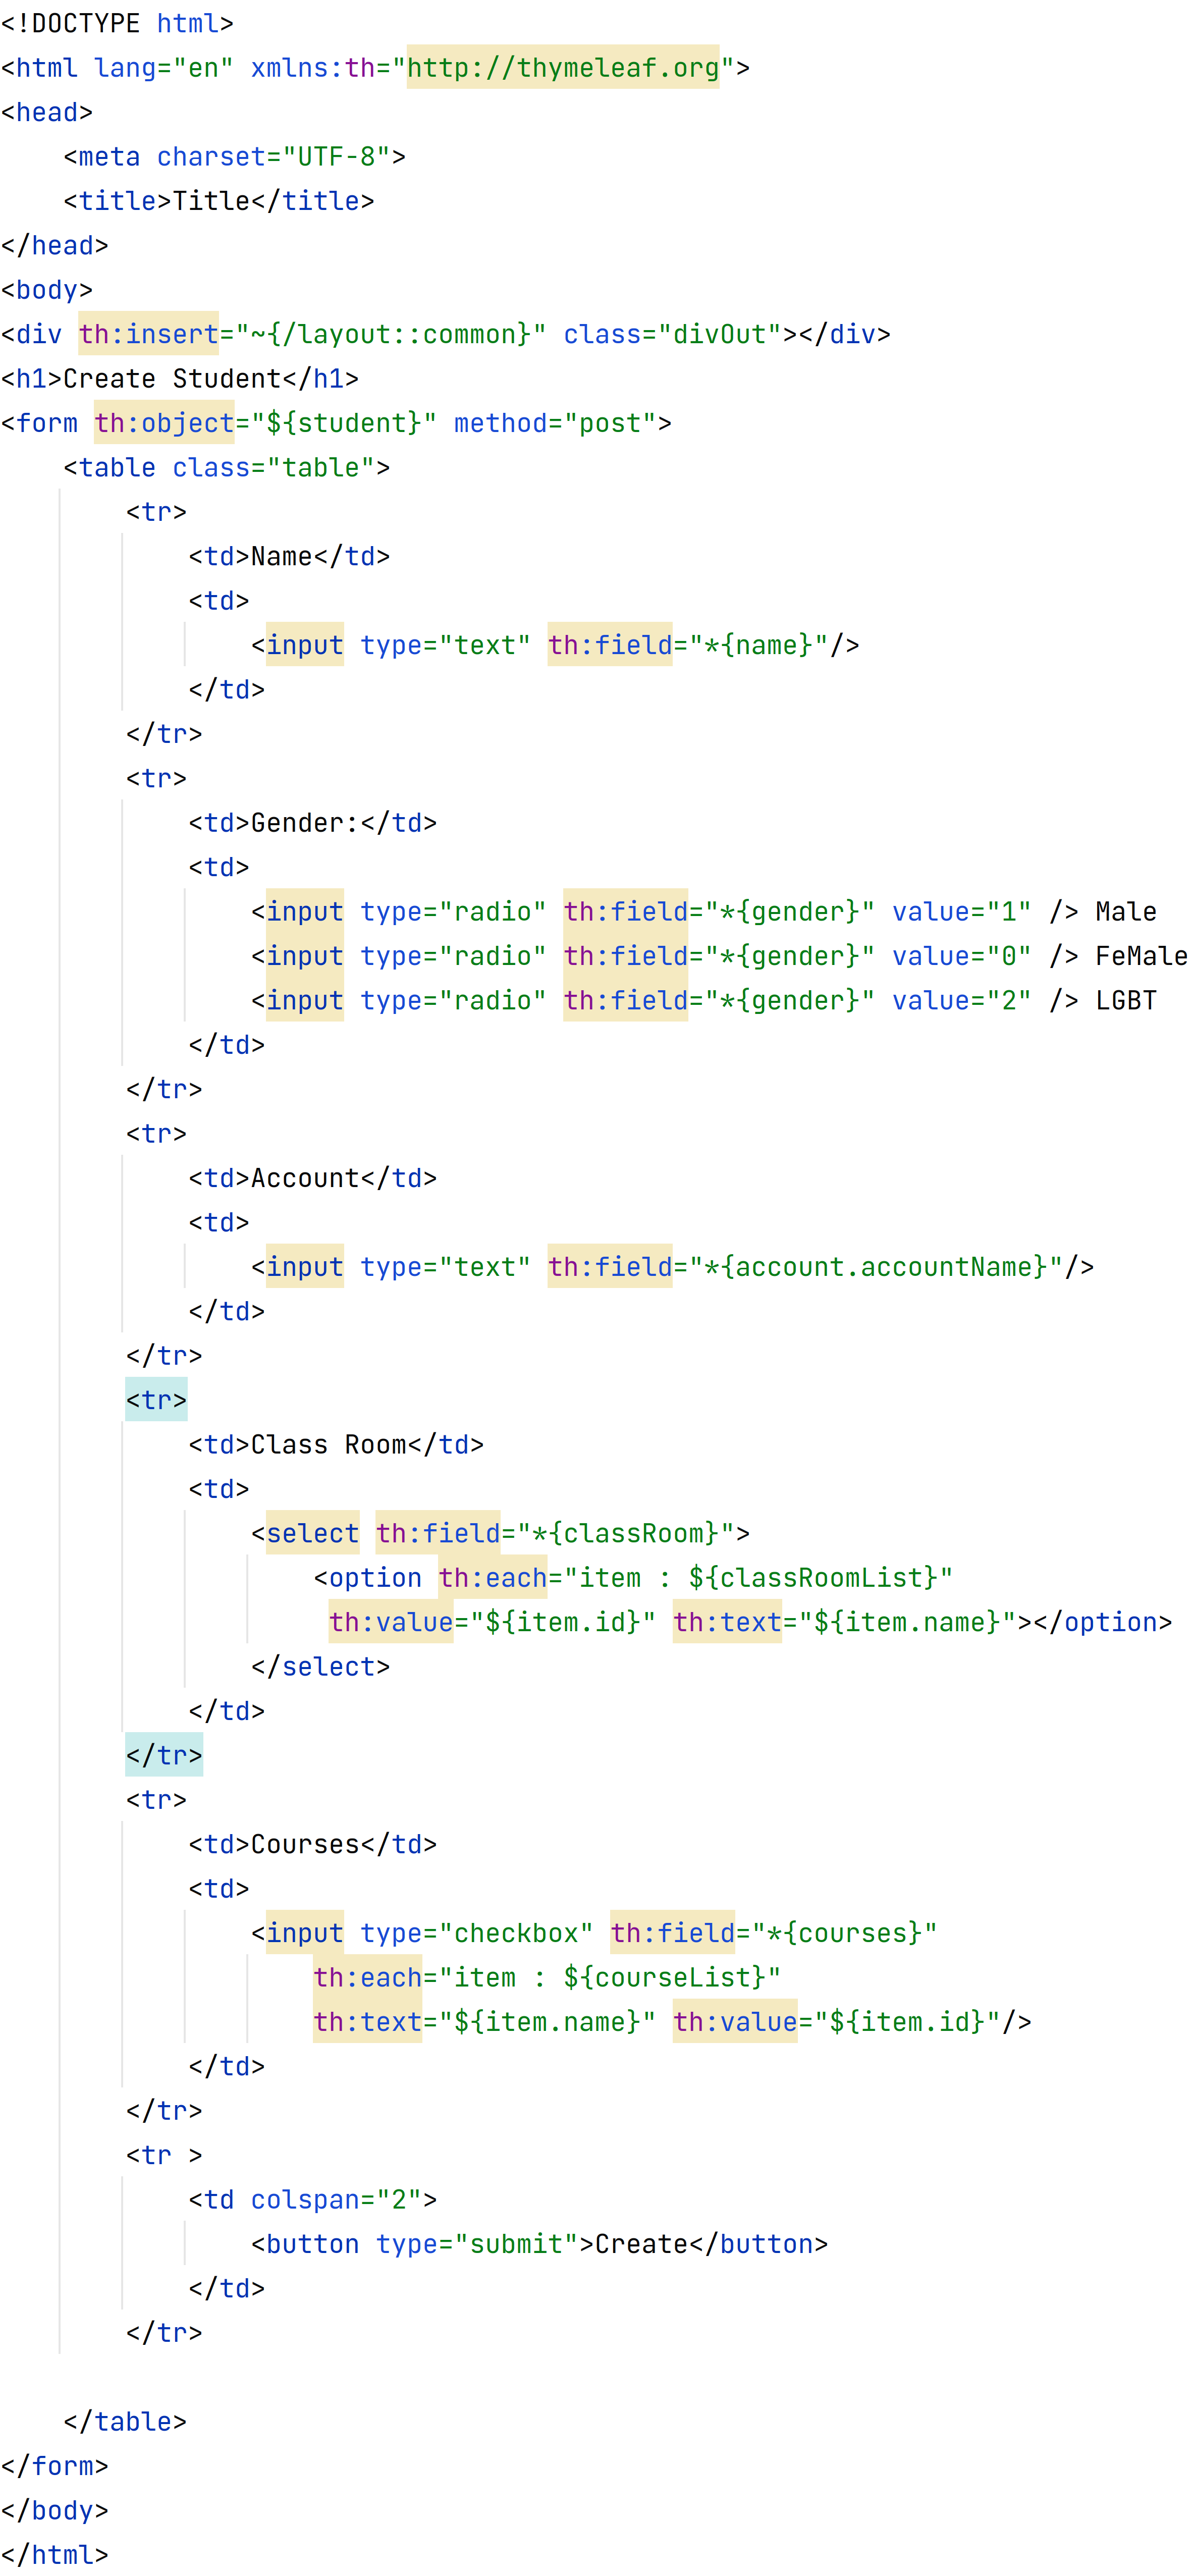 <!DOCTYPE html>
<html lang="en" xmlns:th="http://thymeleaf.org">
<head>
    <meta charset="UTF-8">
    <title>Title</title>
</head>
<body>
<div th:insert="~{/layout::common}" class="divOut"></div>
<h1>Create Student</h1>
<form th:object="${student}" method="post">
    <table class="table">
        <tr>
            <td>Name</td>
            <td>
                <input type="text" th:field="*{name}"/>
            </td>
        </tr>
        <tr>
            <td>Gender:</td>
            <td>
                <input type="radio" th:field="*{gender}" value="1" /> Male
                <input type="radio" th:field="*{gender}" value="0" /> FeMale
                <input type="radio" th:field="*{gender}" value="2" /> LGBT
            </td>
        </tr>
        <tr>
            <td>Account</td>
            <td>
                <input type="text" th:field="*{account.accountName}"/>
            </td>
        </tr>
        <tr>
            <td>Class Room</td>
            <td>
                <select th:field="*{classRoom}">
                    <option th:each="item : ${classRoomList}"
                     th:value="${item.id}" th:text="${item.name}"></option>
                </select>
            </td>
        </tr>
        <tr>
            <td>Courses</td>
            <td>
                <input type="checkbox" th:field="*{courses}"
                    th:each="item : ${courseList}"
                    th:text="${item.name}" th:value="${item.id}"/>
            </td>
        </tr>
        <tr >
            <td colspan="2">
                <button type="submit">Create</button>
            </td>
        </tr>

    </table>
</form>
</body>
</html>